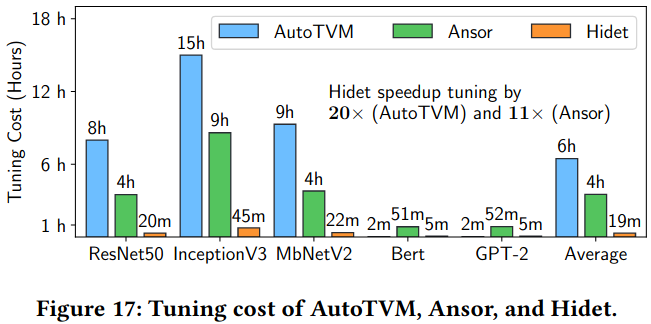 18 h
12 h
6 h
1 h
Tuning Cost (Hours)
AutoTVM Ansor Hidet
Hidet speedup tuning by
20× (AutoTVM) and 11× (Ansor)
8h 4h 20m
15h 9h 45m
9h 4h 22m
2m 51m 5m
2m 52m 5m
6h 4h 19m
ResNet50 InceptionV3 MbNetV2 Bert GPT-2 Average
Figure 17: Tuning cost of AutoTVM, Ansor, and Hidet.